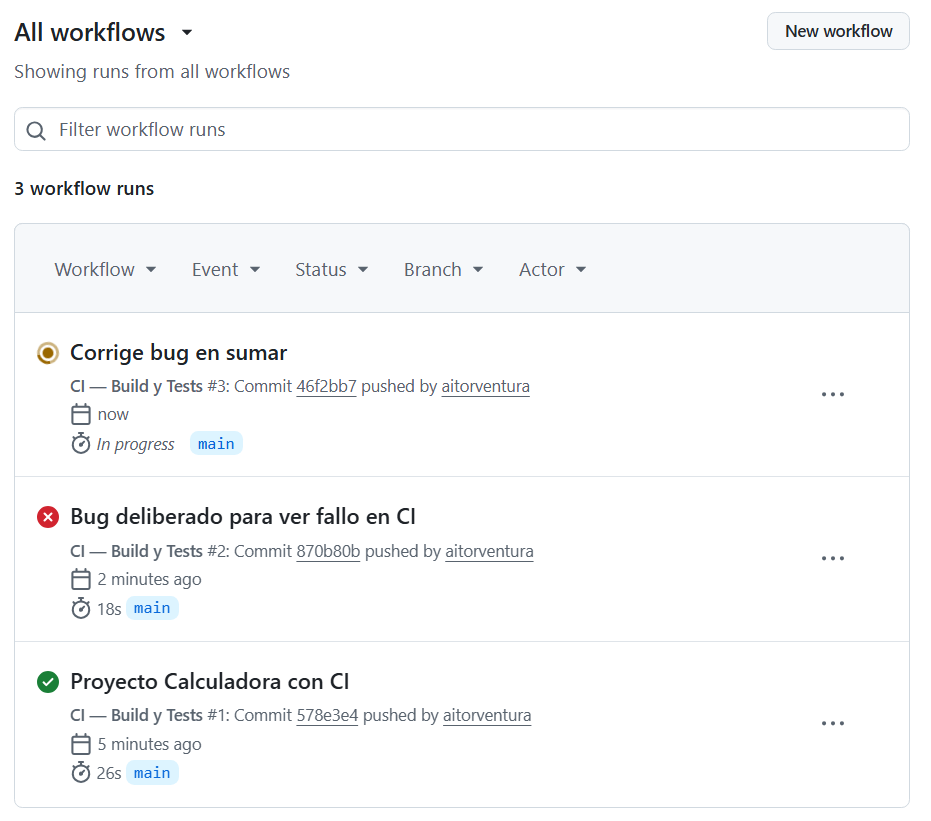 All workflows
New workflow
Showing runs from all workflows
Filter workflow runs
3 workflow runs
Workflow Event Status Branch Actor
Corrige bug en sumar
CI — Build y Tests #3: Commit 46f2bb7 pushed by aitorventura
now
In progress main
Bug deliberado para ver fallo en CI
CI — Build y Tests #2: Commit 870b80b pushed by aitorventura
2 minutes ago
18s main
Proyecto Calculadora con CI
CI — Build y Tests #1: Commit 578e3e4 pushed by aitorventura
5 minutes ago
26s main